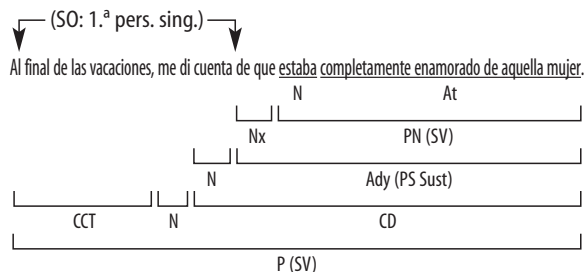 (SO: 1.ª pers. sing.)
Al final de las vacaciones, me di cuenta de que estaba completamente enamorado de aquella mujer.
N At
Nx PN (SV)
N Ady (PS Sust)
CCT N CD
P (SV)